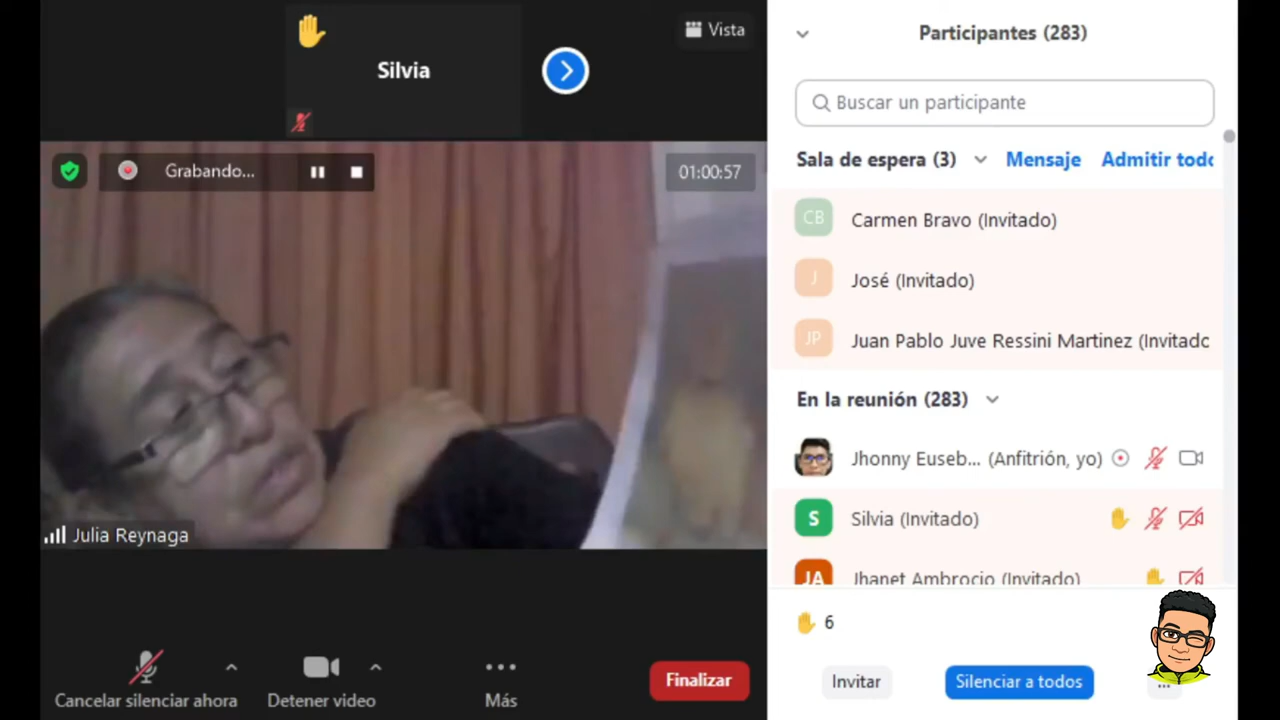 Silvia
Vista
Grabando...
01:00:57
Julia Reynaga
Cancelar silenciar ahora
Detener video
Más
Finalizar
Participantes (283)
Buscar un participante
Sala de espera (3)
Mensaje
Admitir todo
CB
Carmen Bravo (Invitado)
J
José (Invitado)
JP
Juan Pablo Juve Ressini Martinez (Invitado
En la reunión (283)
Jhonny Euseb... (Anfitrión, yo)
S
Silvia (Invitado)
JA
Jhanet Ambrocio (Invitado)
6
Invitar
Silenciar a todos
...